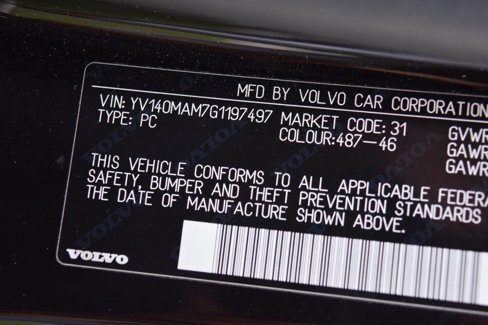 MFD BY VOLVO CAR CORPORATION
VIN: YV140MAM7G1197497 MARKET CODE: 31 GVWR
TYPE: PC COLOUR:487-46 GAWR
GAWR
THIS VEHICLE CONFORMS TO ALL APPLICABLE FEDERA
SAFETY, BUMPER AND THEFT PREVENTION STANDARDS
THE DATE OF MANUFACTURE SHOWN ABOVE.
VOLVO